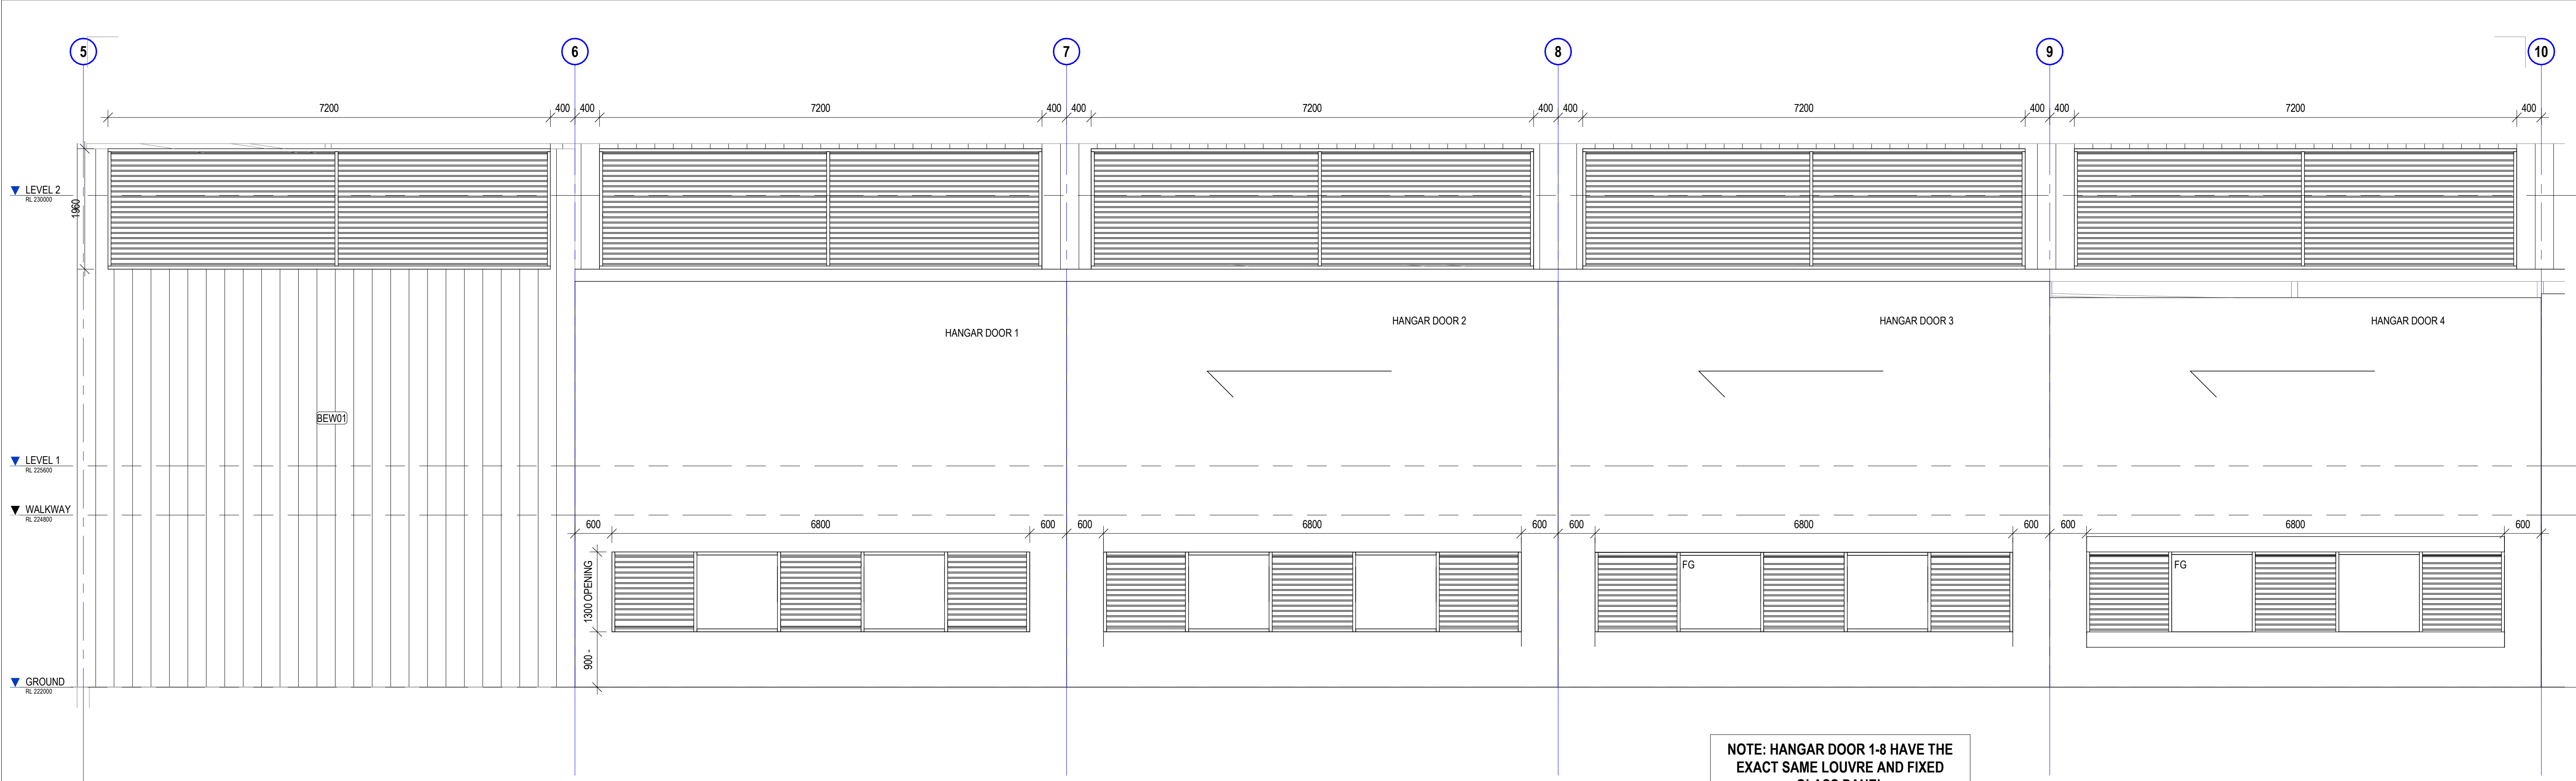 5 6 7 8 9 10
7200 400 400 7200 400 400 7200 400 400 7200 400 400 7200 400
LEVEL 2
RL 230000
1960
HANGAR DOOR 1
HANGAR DOOR 2
HANGAR DOOR 3
HANGAR DOOR 4
BEW01
LEVEL 1
RL 225600
WALKWAY
RL 224800
600 6800 600 600 6800 600 600 6800 600 600 6800 600
1300 OPENING
900 -
FG
FG
GROUND
RL 222000
NOTE: HANGAR DOOR 1-8 HAVE THE
EXACT SAME LOUVRE AND FIXED